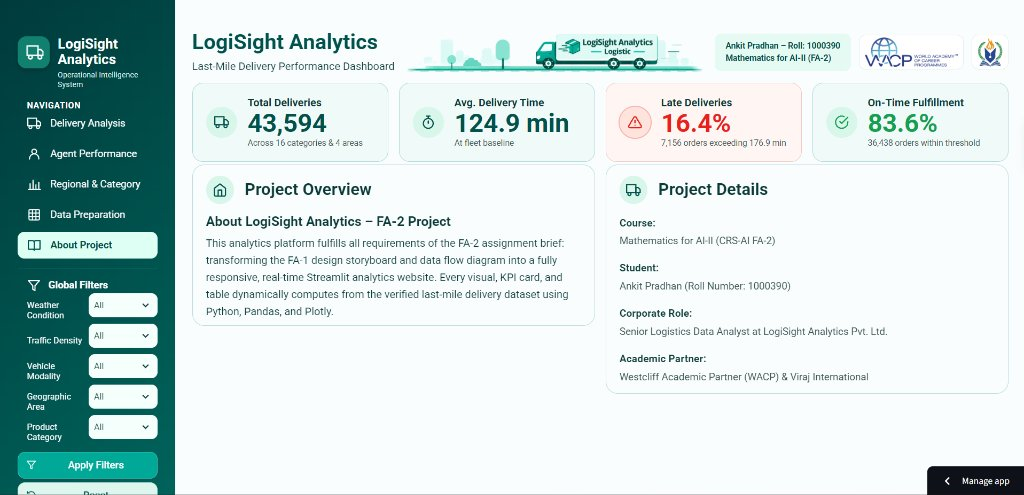 LogiSight
Analytics
Operational Intelligence
System
NAVIGATION
Delivery Analysis
Agent Performance
Regional & Category
Data Preparation
About Project
Global Filters
Weather
Condition
All
Traffic Density
All
Vehicle
Modality
All
Geographic
Area
All
Product
Category
All
Apply Filters
Reset
LogiSight Analytics
Last-Mile Delivery Performance Dashboard
LogiSight Analytics
Logistic
Ankit Pradhan – Roll: 1000390
Mathematics for AI-II (FA-2)
WACP
WORLD ACADEMY
OF CAREER
PROGRAMMES
Total Deliveries
43,594
Across 16 categories & 4 areas
Avg. Delivery Time
124.9 min
At fleet baseline
Late Deliveries
16.4%
7,156 orders exceeding 176.9 min
On-Time Fulfillment
83.6%
36,438 orders within threshold
Project Overview
About LogiSight Analytics – FA-2 Project
This analytics platform fulfills all requirements of the FA-2 assignment brief:
transforming the FA-1 design storyboard and data flow diagram into a fully
responsive, real-time Streamlit analytics website. Every visual, KPI card, and
table dynamically computes from the verified last-mile delivery dataset using
Python, Pandas, and Plotly.
Project Details
Course:
Mathematics for AI-II (CRS-AI FA-2)
Student:
Ankit Pradhan (Roll Number: 1000390)
Corporate Role:
Senior Logistics Data Analyst at LogiSight Analytics Pvt. Ltd.
Academic Partner:
Westcliff Academic Partner (WACP) & Viraj International
Manage app